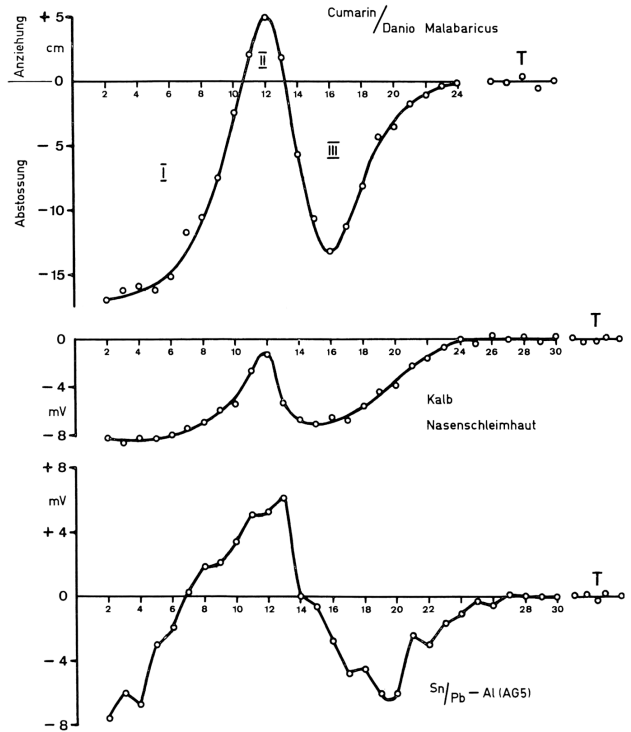 Cumarin/Danio Malabaricus
Anziehung
cm
Abstossung
+ 5
0
−5
−10
−15
2 4 6 8 10 12 14 16 18 20 22 24
I
II
III
T
0
− 4
mV
− 8
2 4 6 8 10 12 14 16 18 20 22 24 26 28 30
T
Kalb
Nasenschleimhaut
+ 8
mV
+ 4
0
− 4
− 8
2 4 6 8 10 12 14 16 18 20 22 24 26 28 30
T
Sn/Pb − Al (AG5)